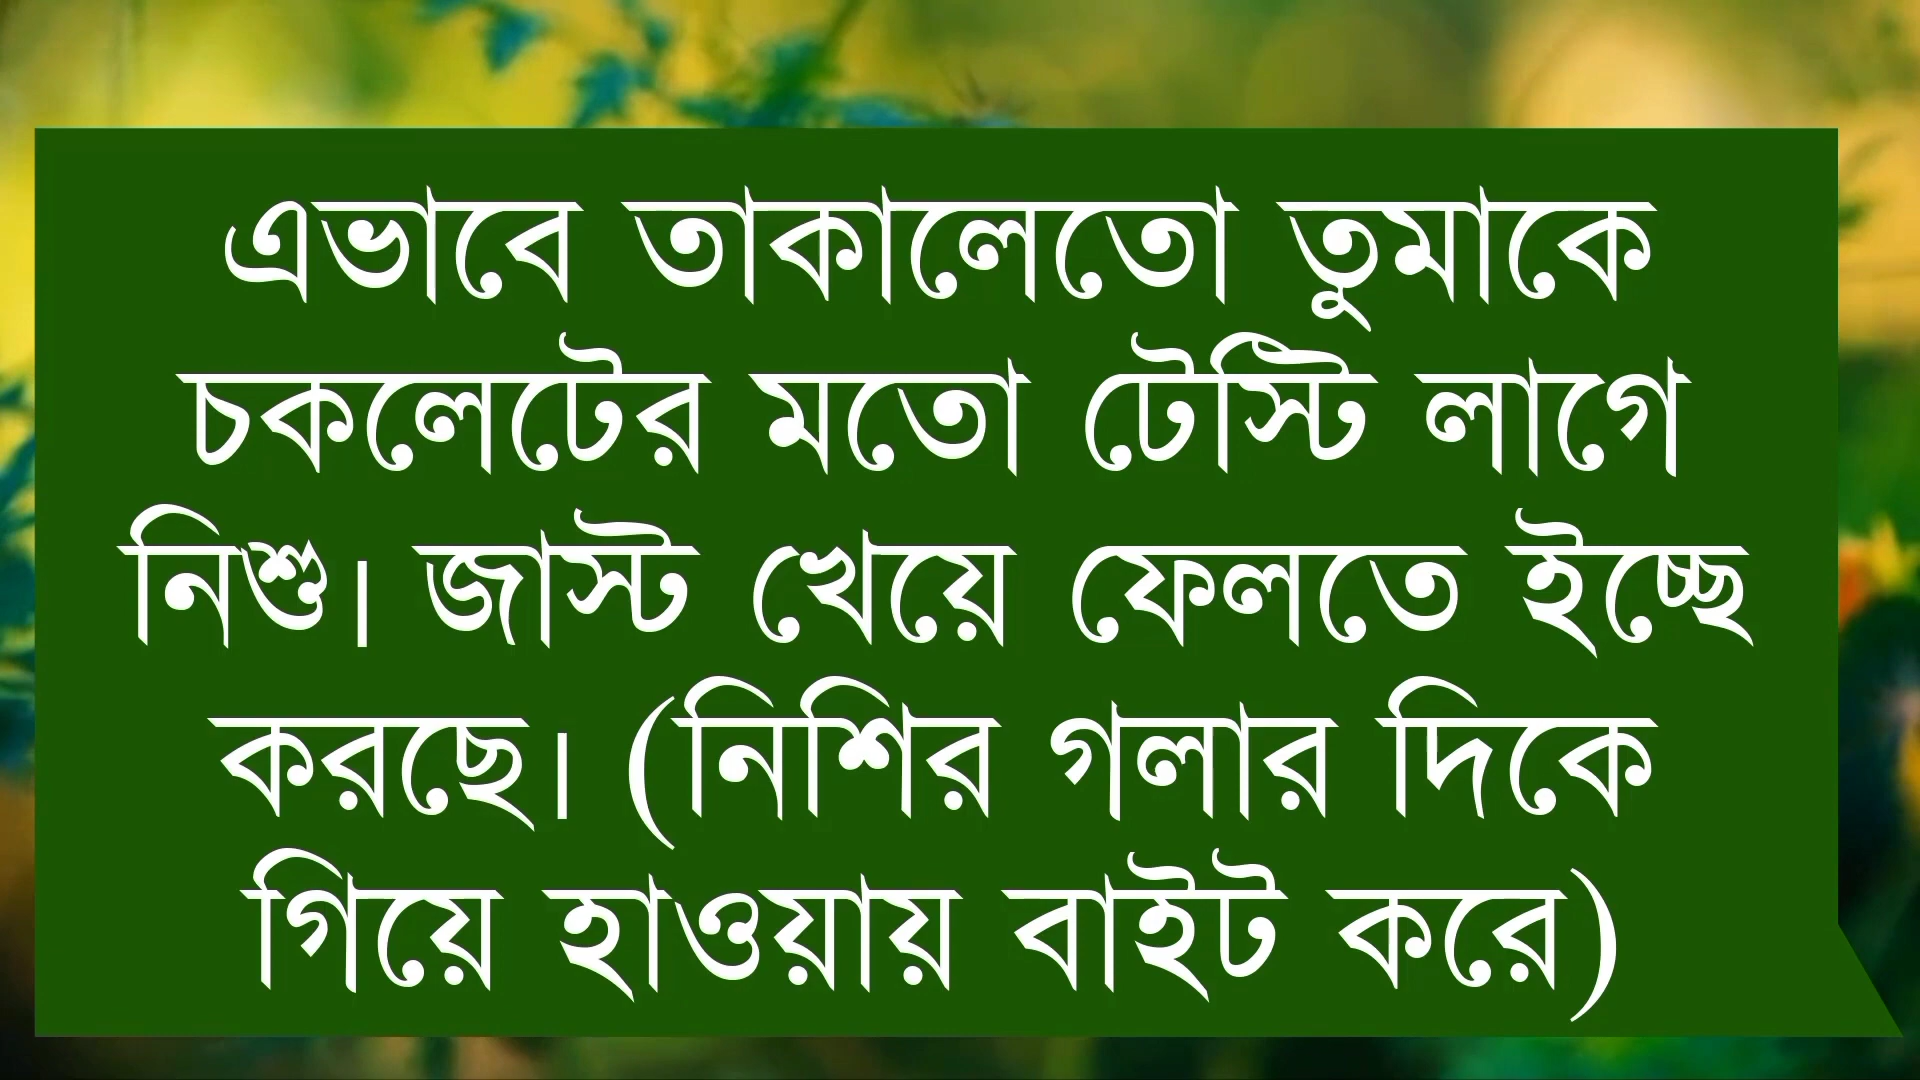 এভাবে তাকালেতো তুমাকে
চকলেটের মতো টেস্টি লাগে
নিশু। জাস্ট খেয়ে ফেলতে ইচ্ছে
করছে। (নিশির গলার দিকে
গিয়ে হাওয়ায় বাইট করে)